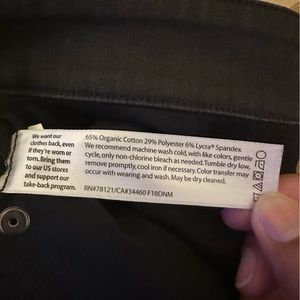 We want our
clothes back, even
if they're worn or
torn. Bring them
to our US stores
and support our
take-back program.
65% Organic Cotton 29% Polyester 6% Lycra® Spandex
We recommend machine wash cold, with like colors, gentle
cycle, only non-chlorine bleach as needed. Tumble dry low,
remove promptly, cool iron if necessary. Color transfer may
occur with wearing and wash. May be dry cleaned.
RN#78121/CA#34460 F18DNM